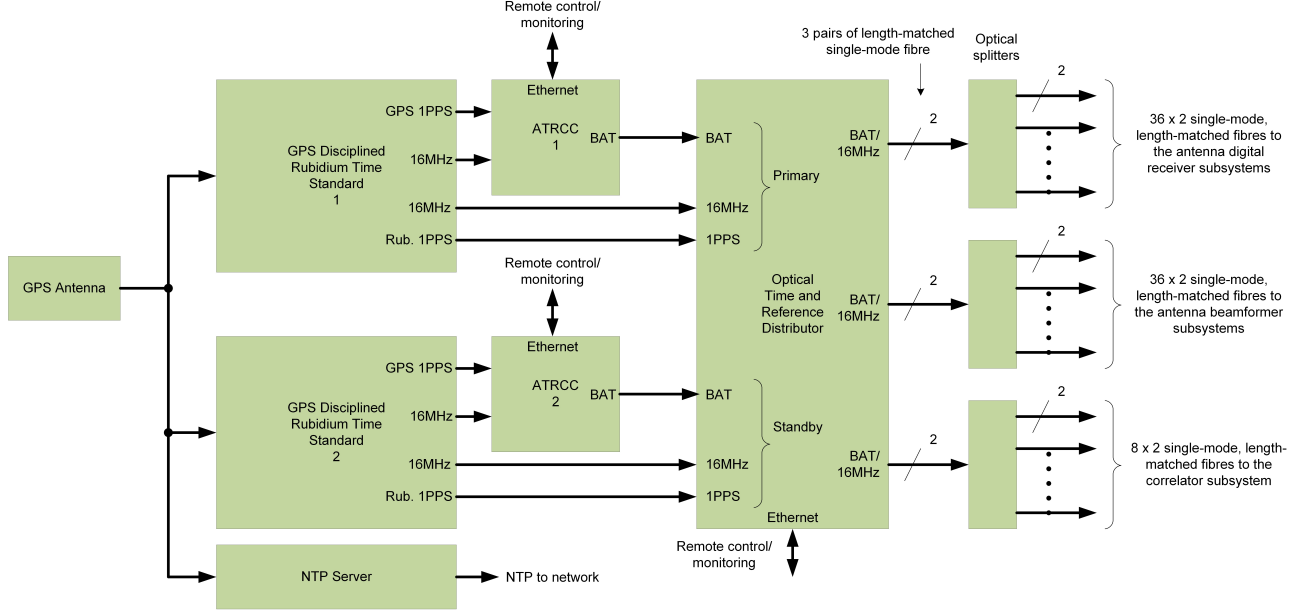 Remote control/
monitoring
3 pairs of length-matched
single-mode fibre
Optical
splitters
GPS 1PPS
16MHz
GPS Disciplined
Rubidium Time
Standard
1
16MHz
Rub. 1PPS
Ethernet
ATRCC
1
BAT
BAT
Primary
16MHz
1PPS
BAT/
16MHz
2
2
36 x 2 single-mode,
length-matched fibres to
the antenna digital
receiver subsystems
GPS Antenna
Remote control/
monitoring
Optical
Time and
Reference
Distributor
BAT/
16MHz
2
2
36 x 2 single-mode,
length-matched fibres to
the antenna beamformer
subsystems
GPS 1PPS
16MHz
GPS Disciplined
Rubidium Time
Standard
2
16MHz
Rub. 1PPS
Ethernet
ATRCC
2
BAT
BAT
Standby
16MHz
1PPS
BAT/
16MHz
2
2
8 x 2 single-mode, length-
matched fibres to the
correlator subsystem
Ethernet
Remote control/
monitoring
NTP Server
NTP to network